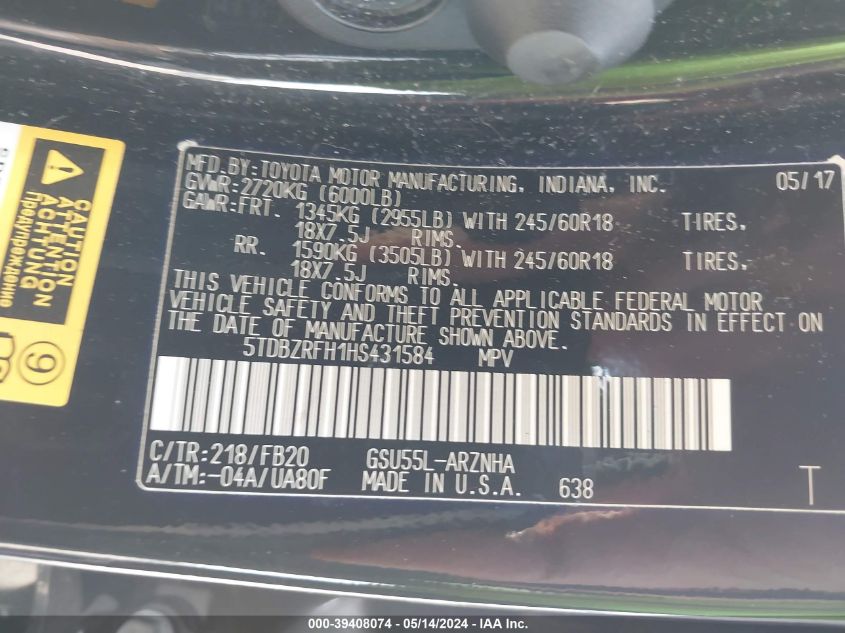 MFD.BY:TOYOTA MOTOR MANUFACTURING, INDIANA, INC. 05/17
GVWR:2720KG (6000LB)
GAWR:FRT. 1345KG (2955LB) WITH 245/60R18 TIRES,
18X7.5J RIMS.
RR. 1590KG (3505LB) WITH 245/60R18 TIRES,
18X7.5J RIMS.
THIS VEHICLE CONFORMS TO ALL APPLICABLE FEDERAL MOTOR
VEHICLE SAFETY AND THEFT PREVENTION STANDARDS IN EFFECT ON
THE DATE OF MANUFACTURE SHOWN ABOVE.
5TDBZRFH1HS431584 MPV
C/TR:218/FB20 GSU55L-ARZNHA
A/TM:-04A/UA80F MADE IN U.S.A. 638 T
CAUTION
ATTENTION
ACHTUNG
Предупреждение
9
000-39408074 - 05/14/2024 - IAA Inc.